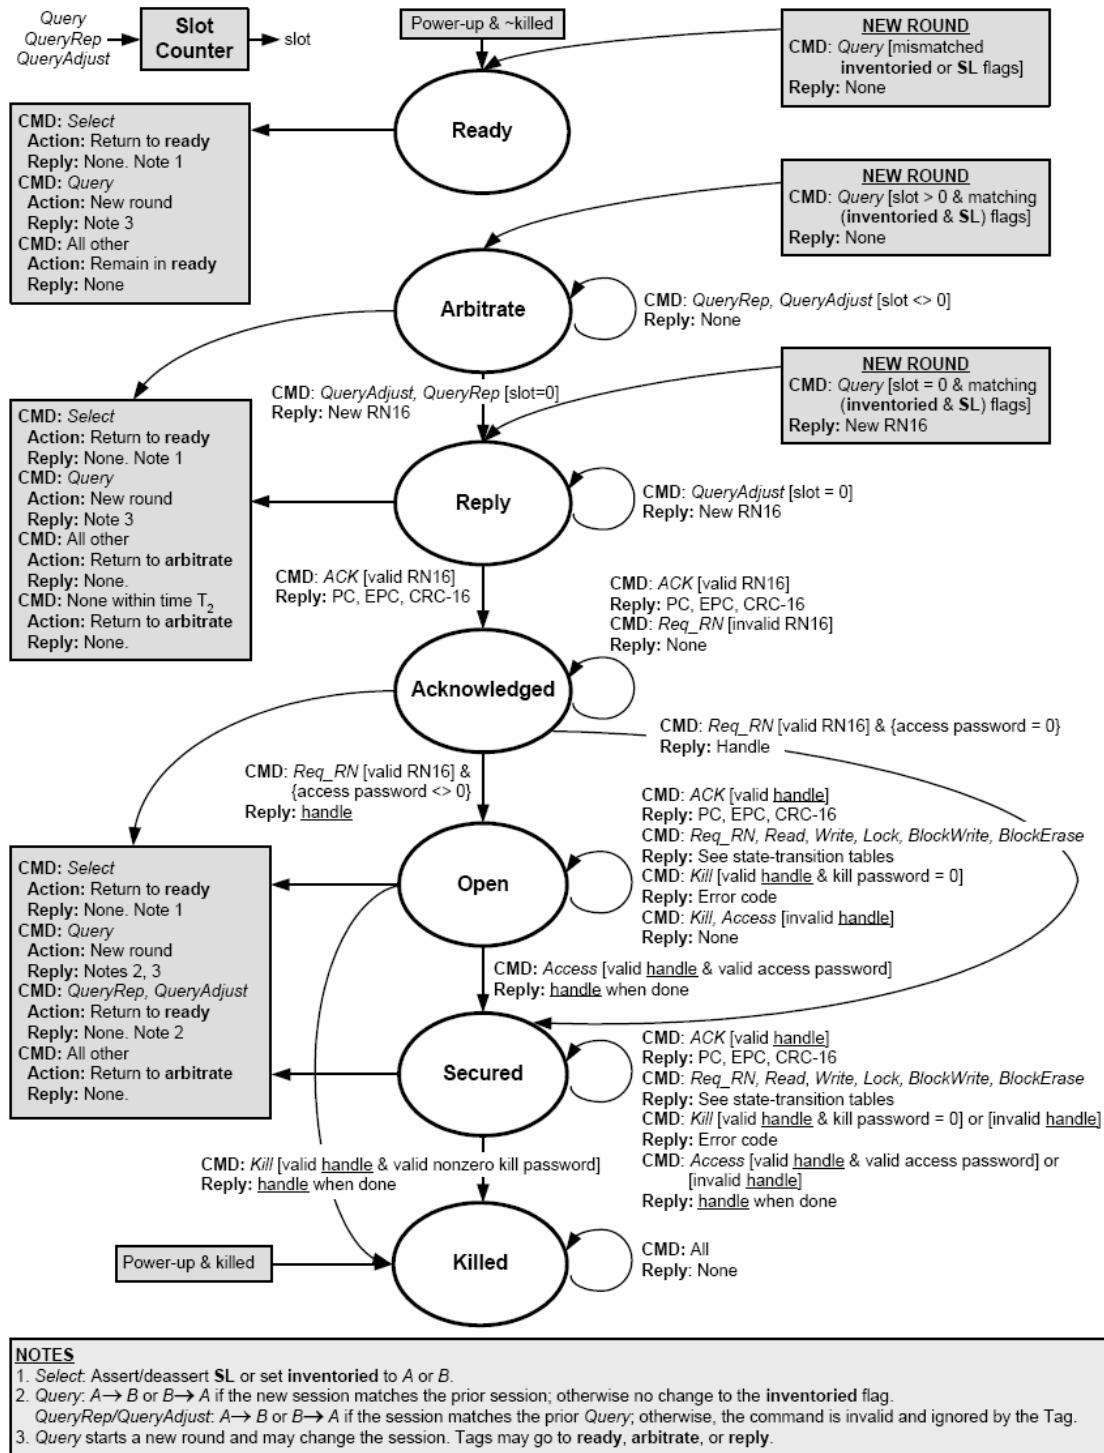 Query
QueryRep
QueryAdjust
Slot
Counter
slot
Power-up & ~killed
NEW ROUND
CMD: Query [mismatched
inventoried or SL flags]
Reply: None
Ready
CMD: Select
Action: Return to ready
Reply: None. Note 1
CMD: Query
Action: New round
Reply: Note 3
CMD: All other
Action: Remain in ready
Reply: None
NEW ROUND
CMD: Query [slot > 0 & matching
(inventoried & SL) flags]
Reply: None
Arbitrate
CMD: QueryRep, QueryAdjust [slot <> 0]
Reply: None
NEW ROUND
CMD: Query [slot = 0 & matching
(inventoried & SL) flags]
Reply: New RN16
CMD: QueryAdjust, QueryRep [slot=0]
Reply: New RN16
CMD: Select
Action: Return to ready
Reply: None. Note 1
CMD: Query
Action: New round
Reply: Note 3
CMD: All other
Action: Return to arbitrate
Reply: None.
CMD: None within time T2
Action: Return to arbitrate
Reply: None.
Reply
CMD: QueryAdjust [slot = 0]
Reply: New RN16
CMD: ACK [valid RN16]
Reply: PC, EPC, CRC-16
CMD: ACK [valid RN16]
Reply: PC, EPC, CRC-16
CMD: Req_RN [invalid RN16]
Reply: None
Acknowledged
CMD: Req_RN [valid RN16] & {access password = 0}
Reply: Handle
CMD: Req_RN [valid RN16] &
{access password <> 0}
Reply: handle
CMD: ACK [valid handle]
Reply: PC, EPC, CRC-16
CMD: Req_RN, Read, Write, Lock, BlockWrite, BlockErase
Reply: See state-transition tables
CMD: Kill [valid handle & kill password = 0]
Reply: Error code
CMD: Kill, Access [invalid handle]
Reply: None
Open
CMD: Select
Action: Return to ready
Reply: None. Note 1
CMD: Query
Action: New round
Reply: Notes 2, 3
CMD: QueryRep, QueryAdjust
Action: Return to ready
Reply: None. Note 2
CMD: All other
Action: Return to arbitrate
Reply: None.
CMD: Access [valid handle & valid access password]
Reply: handle when done
Secured
CMD: ACK [valid handle]
Reply: PC, EPC, CRC-16
CMD: Req_RN, Read, Write, Lock, BlockWrite, BlockErase
Reply: See state-transition tables
CMD: Kill [valid handle & kill password = 0] or [invalid handle]
Reply: Error code
CMD: Access [valid handle & valid access password] or
[invalid handle]
Reply: handle when done
CMD: Kill [valid handle & valid nonzero kill password]
Reply: handle when done
Power-up & killed
Killed
CMD: All
Reply: None
NOTES
1. Select: Assert/deassert SL or set inventoried to A or B.
2. Query: A→ B or B→ A if the new session matches the prior session; otherwise no change to the inventoried flag.
QueryRep/QueryAdjust: A→ B or B→ A if the session matches the prior Query; otherwise, the command is invalid and ignored by the Tag.
3. Query starts a new round and may change the session. Tags may go to ready, arbitrate, or reply.